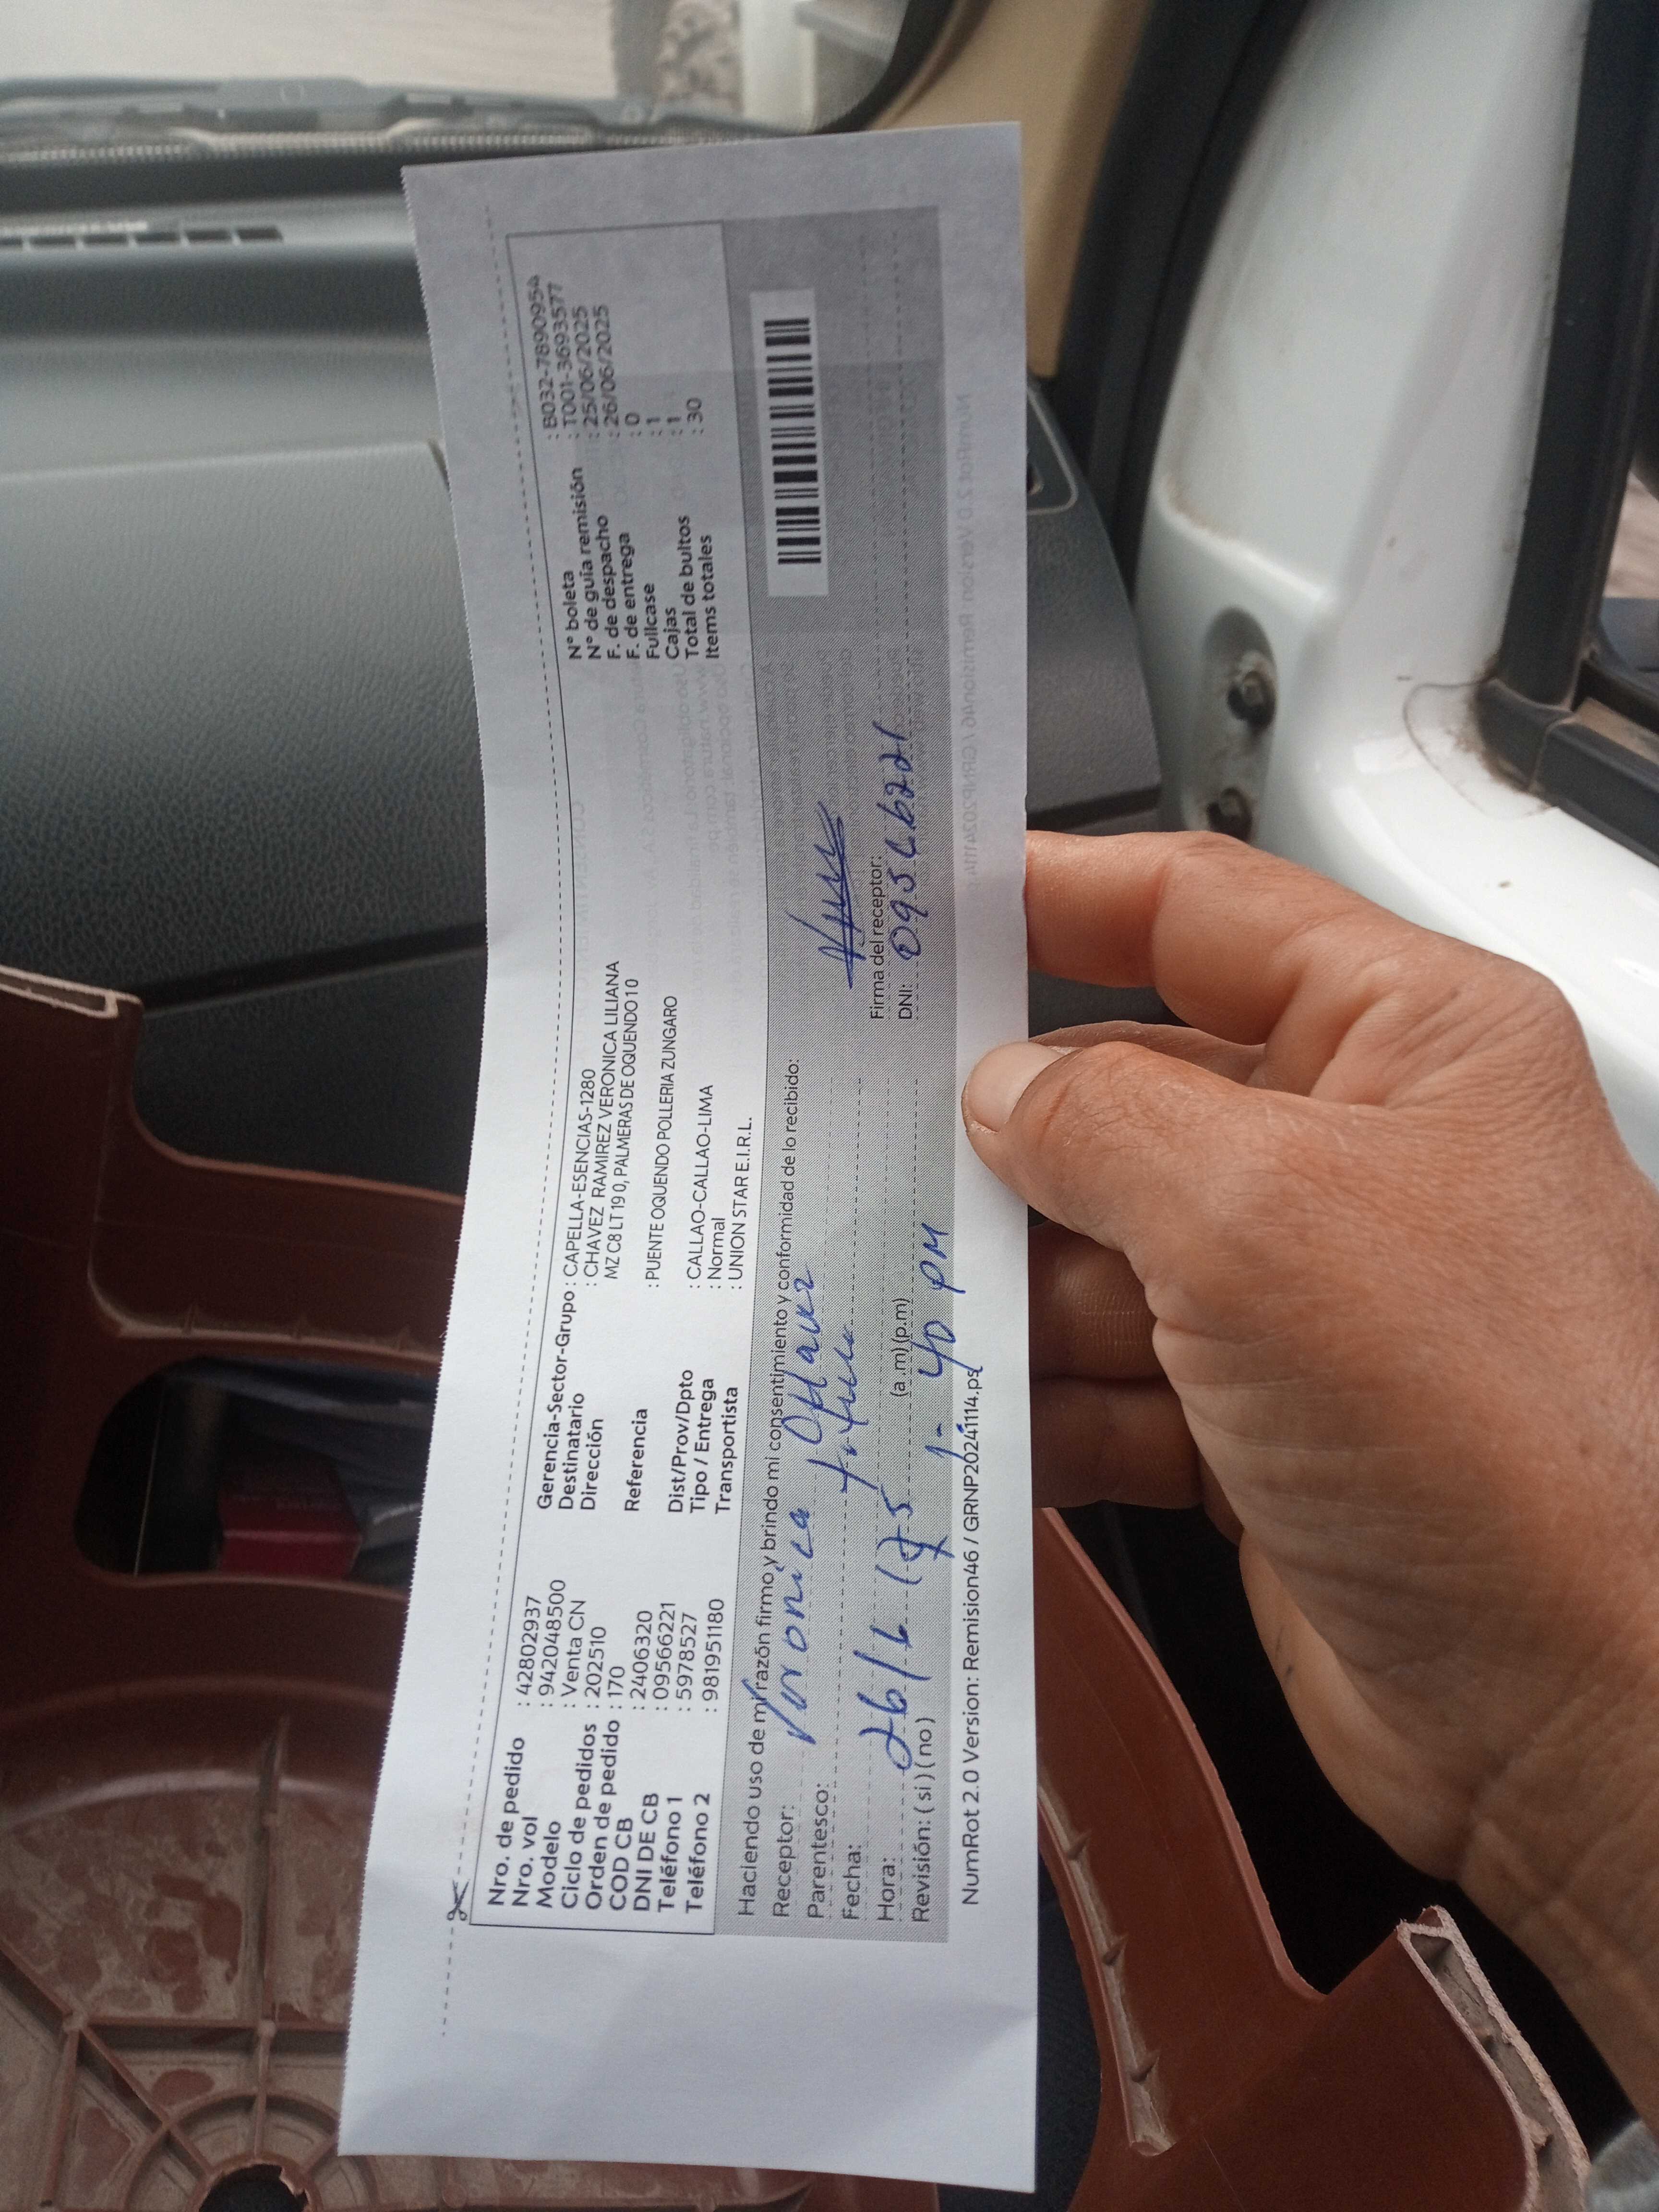 Nro. de pedido : 42802937
Nro. vol : 942048500
Modelo : Venta CN
Ciclo de pedidos : 202510
Orden de pedido : 170
COD CB : 2406320
DNI DE CB : 09566221
Teléfono 1 : 5978527
Teléfono 2 : 981951180
Gerencia-Sector-Grupo : CAPELLA-ESENCIAS-1280
Destinatario : CHAVEZ RAMIREZ VERONICA LILIANA
Dirección MZ C8 LT19 0, PALMERAS DE OQUENDO 10
Referencia : PUENTE OQUENDO POLLERIA ZUNGARO
Dist/Prov/Dpto : CALLAO-CALLAO-LIMA
Tipo / Entrega : Normal
Transportista : UNION STAR E.I.R.L.
N° boleta : B032-7890954
N° de guía remisión : T001-3693577
F. de despacho : 25/06/2025
F. de entrega : 26/06/2025
Fullcase : 0
Cajas : 1
Total de bultos : 1
Items totales : 30
Haciendo uso de mi razón firmo y brindo mi consentimiento y conformidad de lo recibido:
Receptor: Veronica
Parentesco:
Fecha: 26/6
Hora: (a .m) (p.m)
1- 40 PM
Revisión: ( si ) ( no )
Firma del receptor:
DNI: 09566221
NumRot 2.0 Version: Remision46 / GRNP20241114.ps